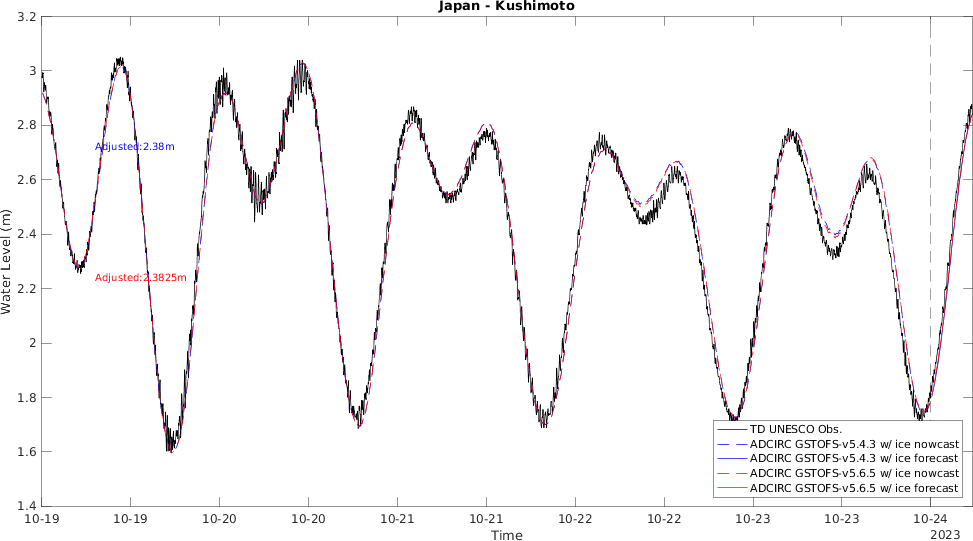 Japan - Kushimoto
3.2
3
2.8
2.6
2.4
2.2
2
1.8
1.6
1.4
Water Level (m)
Adjusted:2.38m
Adjusted:2.3825m
TD UNESCO Obs.
ADCIRC GSTOFS-v5.4.3 w/ ice nowcast
ADCIRC GSTOFS-v5.4.3 w/ ice forecast
ADCIRC GSTOFS-v5.6.5 w/ ice nowcast
ADCIRC GSTOFS-v5.6.5 w/ ice forecast
10-19 10-19 10-20 10-20 10-21 10-21 10-22 10-22 10-23 10-23 10-24
Time
2023